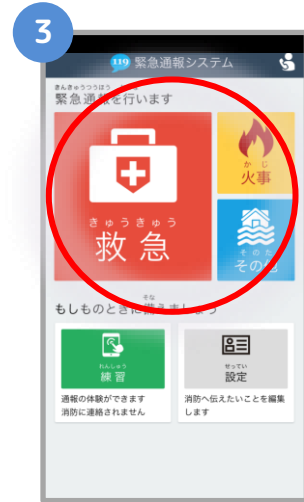 3
119 緊急通報システム
きんきゅうつうほう
緊急通報を行います
きゅうきゅう
救急
かじ
火事
そのた
その他
そな
もしものときに備えましょう
れんしゅう
練習
通報の体験ができます
消防に連絡されません
せってい
設定
消防へ伝えたいことを編集
します